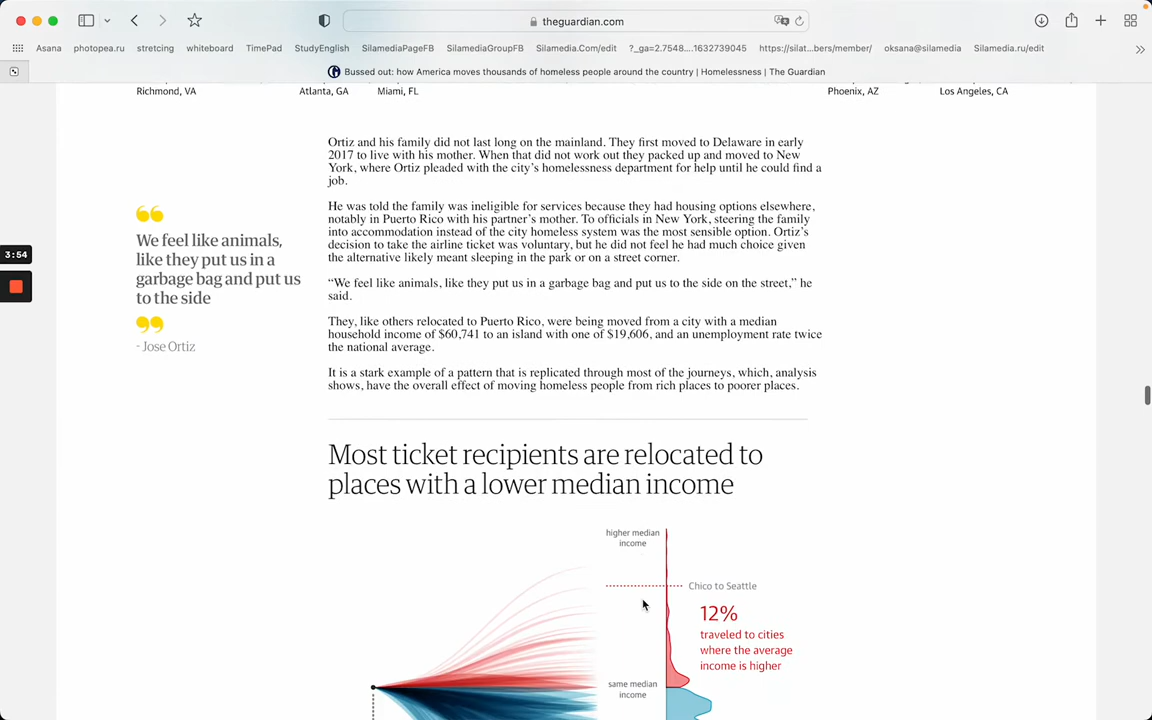 theguardian.com
Asana photopea.ru stretcing whiteboard TimePad StudyEnglish SilamediaPageFB SilamediaGroupFB Silamedia.Com/edit ?_ga=2.7548....1632739045 https://silat...bers/member/ oksana@silamedia Silamedia.ru/edit
Bussed out: how America moves thousands of homeless people around the country | Homelessness | The Guardian
Richmond, VA Atlanta, GA Miami, FL Phoenix, AZ Los Angeles, CA
Ortiz and his family did not last long on the mainland. They first moved to Delaware in early
2017 to live with his mother. When that did not work out they packed up and moved to New
York, where Ortiz pleaded with the city's homelessness department for help until he could find a
job.
He was told the family was ineligible for services because they had housing options elsewhere,
notably in Puerto Rico with his partner's mother. To officials in New York, steering the family
into accommodation instead of the city homeless system was the most sensible option. Ortiz's
decision to take the airline ticket was voluntary, but he did not feel he had much choice given
the alternative likely meant sleeping in the park or on a street corner.
“We feel like animals, like they put us in a garbage bag and put us to the side on the street,” he
said.
They, like others relocated to Puerto Rico, were being moved from a city with a median
household income of $60,741 to an island with one of $19,606, and an unemployment rate twice
the national average.
It is a stark example of a pattern that is replicated through most of the journeys, which, analysis
shows, have the overall effect of moving homeless people from rich places to poorer places.
“
We feel like animals,
like they put us in a
garbage bag and put us
to the side
”
- Jose Ortiz
3:54
Most ticket recipients are relocated to
places with a lower median income
higher median
income
Chico to Seattle
12%
traveled to cities
where the average
income is higher
same median
income